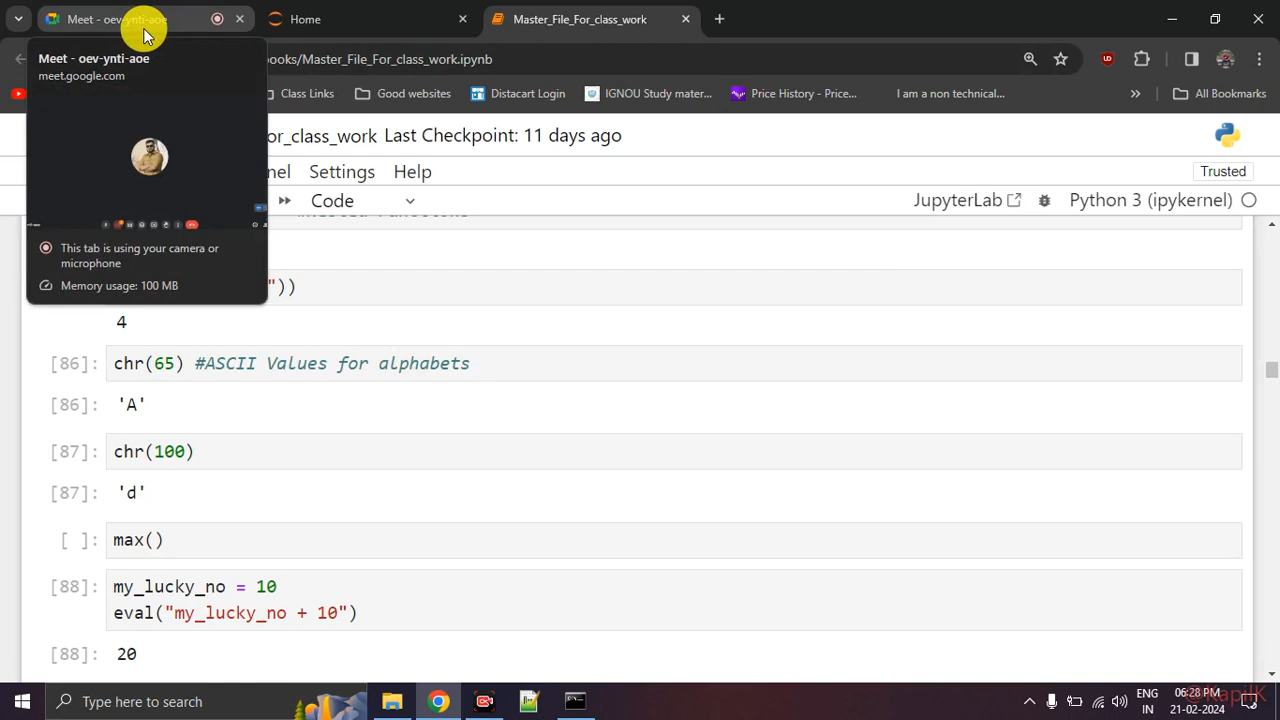 Meet - oev-ynti-aoe
Home
Master_File_For_class_work
Meet - oev-ynti-aoe
meet.google.com
This tab is using your camera or
microphone
Memory usage: 100 MB
books/Master_File_For_class_work.ipynb
Class Links
Good websites
Distacart Login
IGNOU Study mater...
Price History - Price...
I am a non technical...
All Bookmarks
or_class_work Last Checkpoint: 11 days ago
nel Settings Help
Trusted
Code
JupyterLab
Python 3 (ipykernel)
"))
4
[86]: chr(65) #ASCII Values for alphabets
[86]: 'A'
[87]: chr(100)
[87]: 'd'
[ ]: max()
[88]: my_lucky_no = 10
eval("my_lucky_no + 10")
[88]: 20
Type here to search
ENG
IN
06:28 PM
21-02-2024
@KapilK